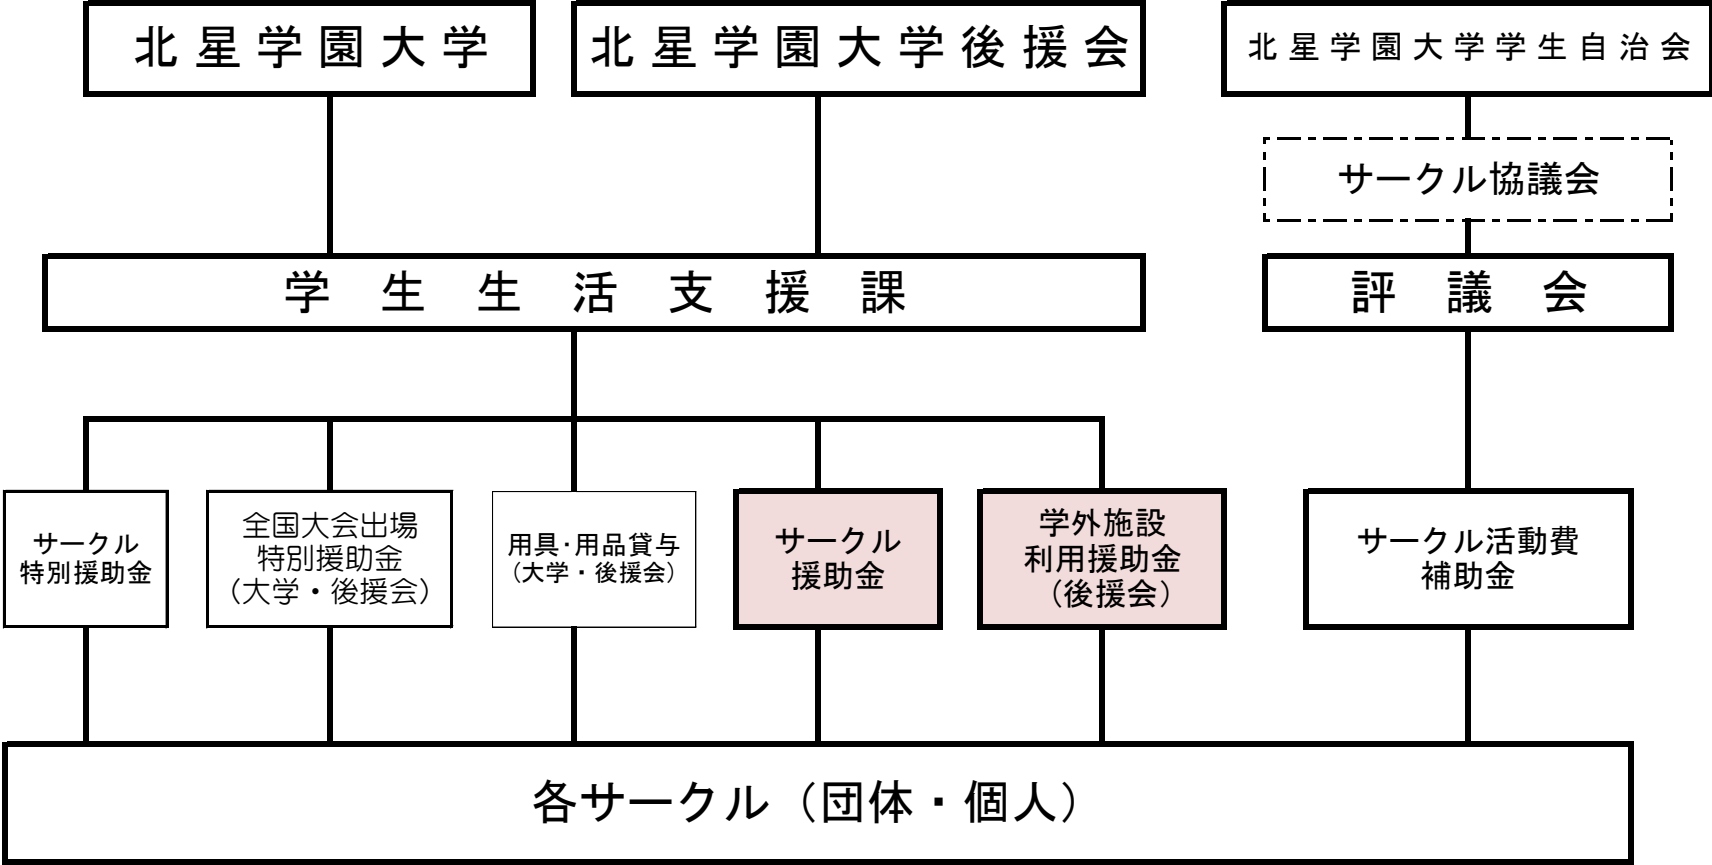 北星学園大学
北星学園大学後援会
北星学園大学学生自治会
サークル協議会
学生生活支援課
評議会
サークル
特別援助金
全国大会出場
特別援助金
（大学・後援会）
用具・用品貸与
（大学・後援会）
サークル
援助金
学外施設
利用援助金
（後援会）
サークル活動費
補助金
各サークル（団体・個人）